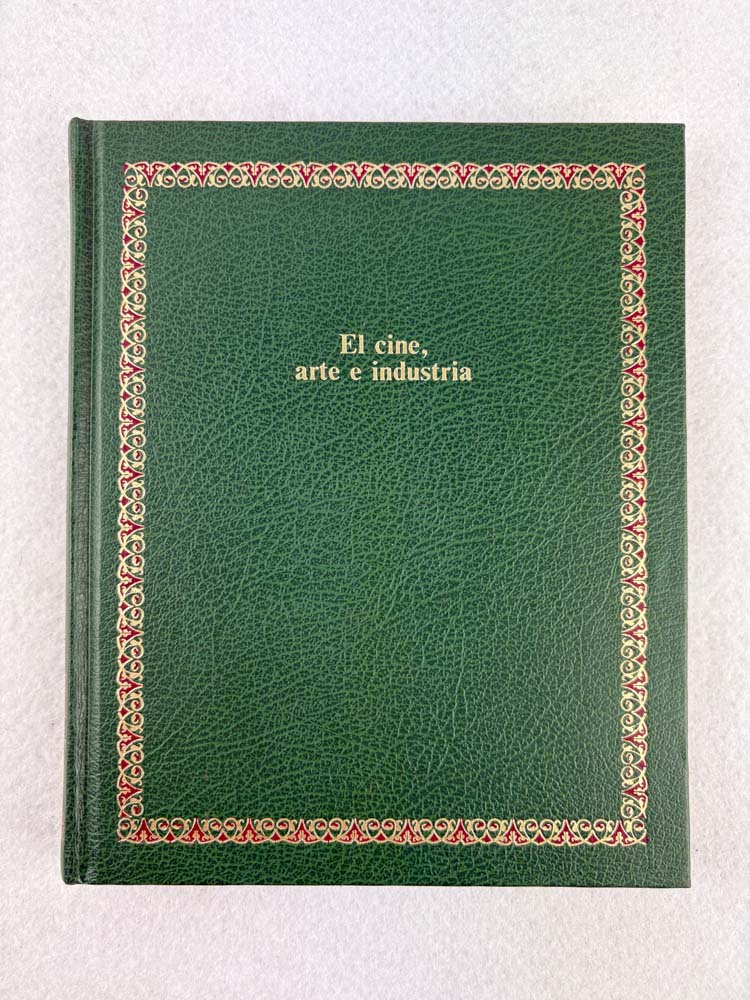 El cine,
arte e industria